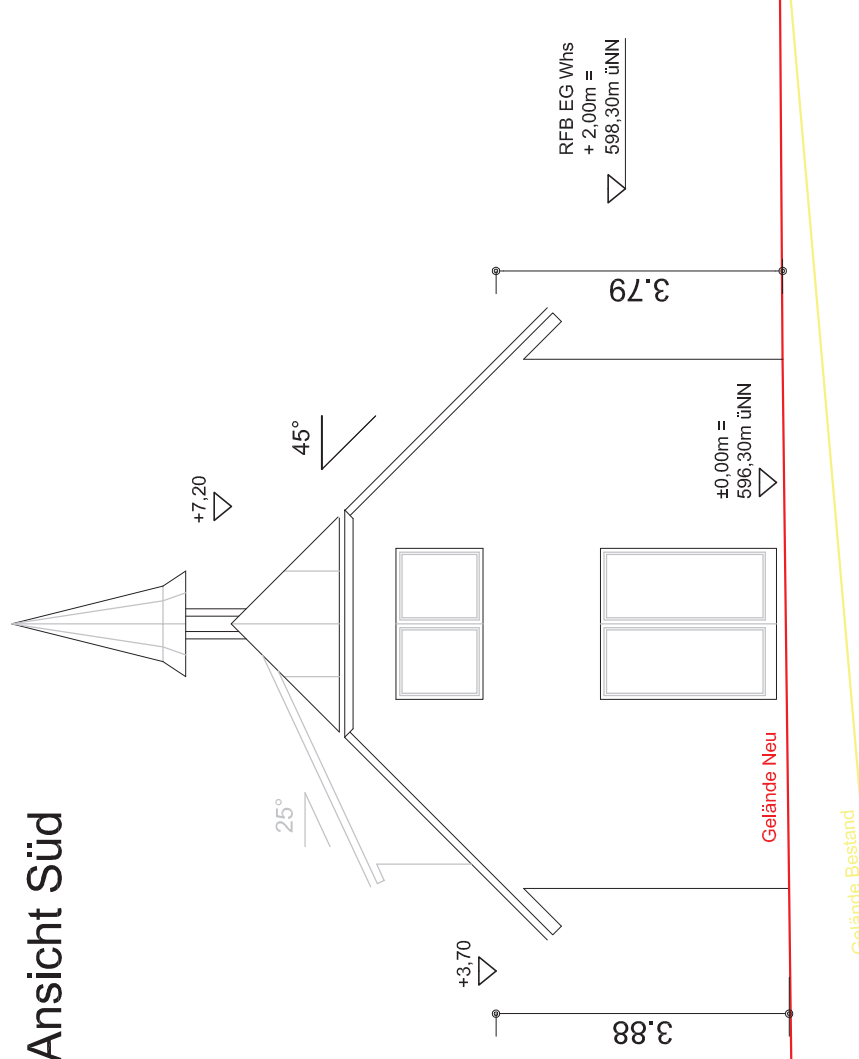 Ansicht Süd
+7,20
45°
25°
+3,70
RFB EG Whs
+ 2,00m =
598,30m üNN
3.79
±0,00m =
596,30m üNN
3.88
Gelände Neu
Gelände Bestand